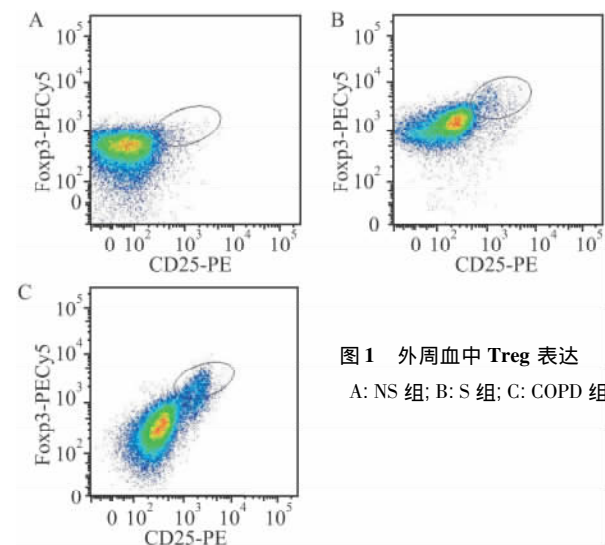 A
10⁵
10⁴
10³
10²
0
Foxp3-PECy5
0 10² 10³ 10⁴ 10⁵
CD25-PE
B
10⁵
10⁴
10³
10²
0
Foxp3-PECy5
0 10² 10³ 10⁴ 10⁵
CD25-PE
C
10⁵
10⁴
10³
10²
0
Foxp3-PECy5
0 10² 10³ 10⁴ 10⁵
CD25-PE
图1 外周血中 Treg 表达
A: NS 组; B: S 组; C: COPD 组